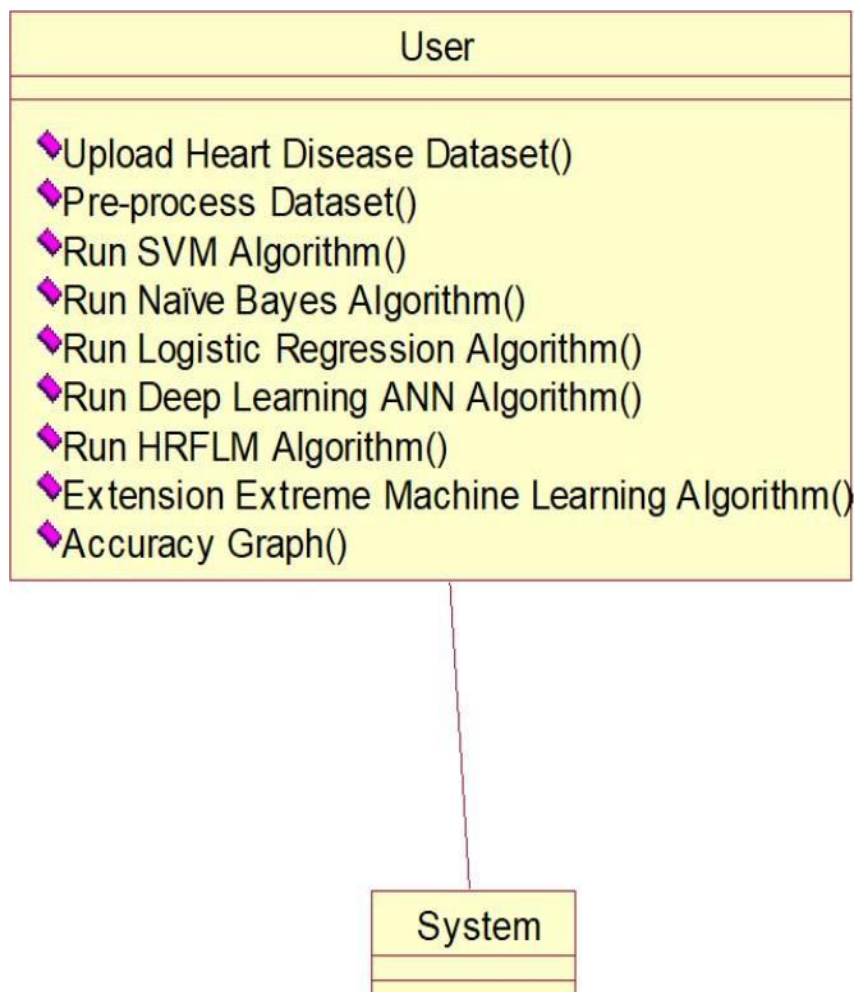 User
Upload Heart Disease Dataset()
Pre-process Dataset()
Run SVM Algorithm()
Run Naïve Bayes Algorithm()
Run Logistic Regression Algorithm()
Run Deep Learning ANN Algorithm()
Run HRFLM Algorithm()
Extension Extreme Machine Learning Algorithm()
Accuracy Graph()
System